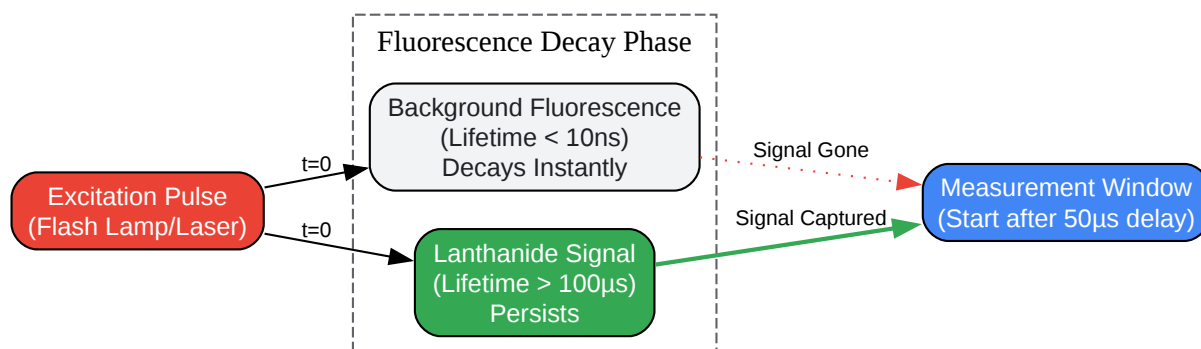 Fluorescence Decay Phase
Background Fluorescence
(Lifetime < 10ns)
Decays Instantly
Signal Gone
t=0
Excitation Pulse
(Flash Lamp/Laser)
Measurement Window
(Start after 50µs delay)
t=0
Signal Captured
Lanthanide Signal
(Lifetime > 100µs)
Persists